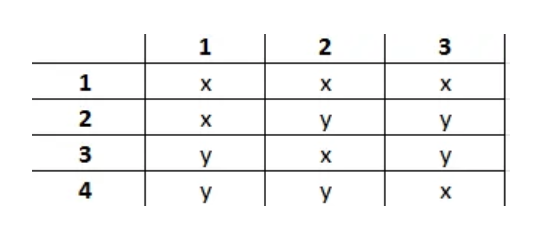 1 2 3
1 x x x
2 x y y
3 y x y
4 y y x